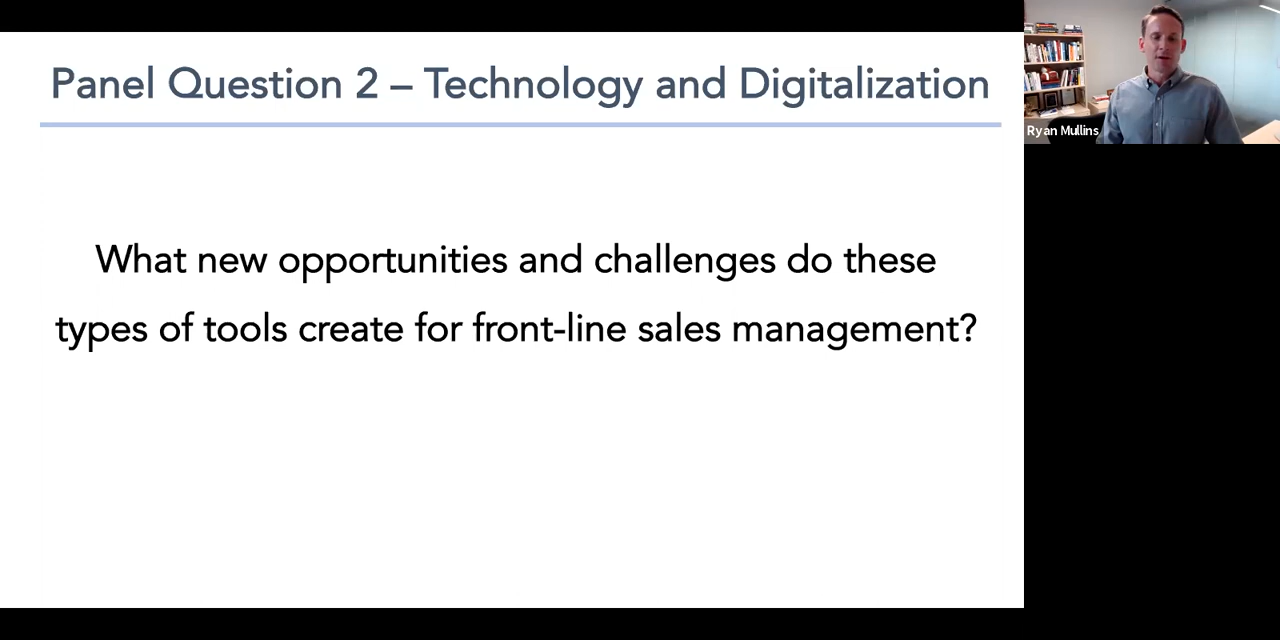 Panel Question 2 – Technology and Digitalization
Ryan Mullins
What new opportunities and challenges do these
types of tools create for front-line sales management?